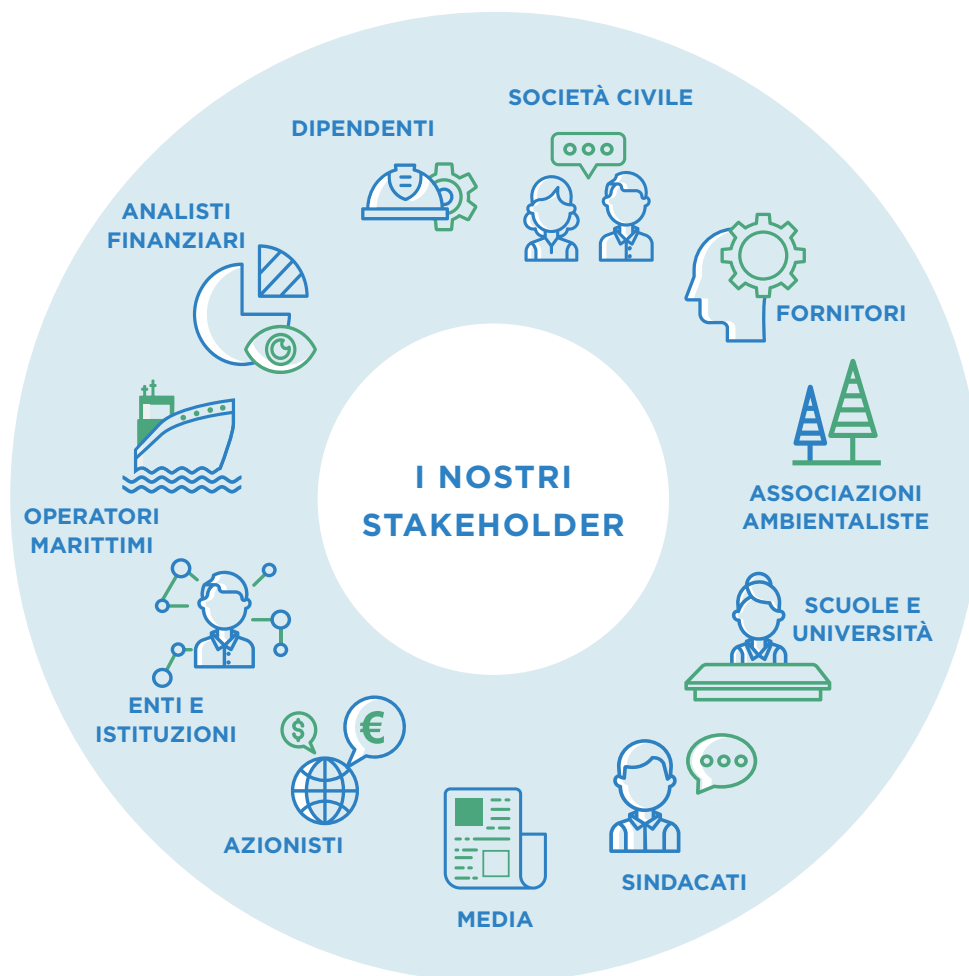 SOCIETÀ CIVILE
DIPENDENTI
ANALISTI
FINANZIARI
FORNITORI
I NOSTRI
STAKEHOLDER
ASSOCIAZIONI
AMBIENTALISTE
OPERATORI
MARITTIMI
SCUOLE E
UNIVERSITÀ
ENTI E
ISTITUZIONI
$
€
AZIONISTI
SINDACATI
MEDIA